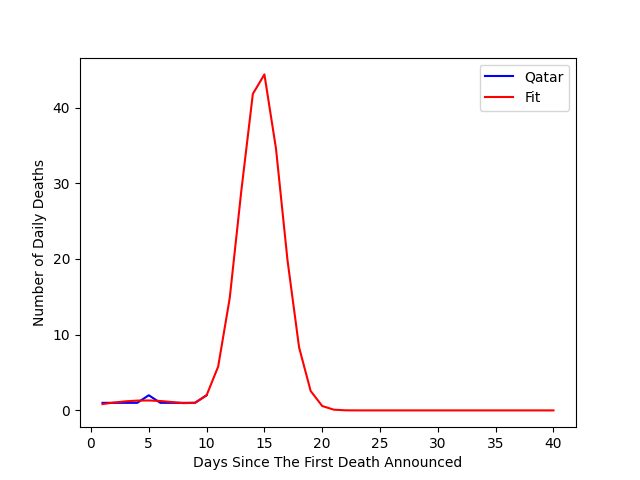 Qatar
Fit
Number of Daily Deaths
40
30
20
10
0
0 5 10 15 20 25 30 35 40
Days Since The First Death Announced